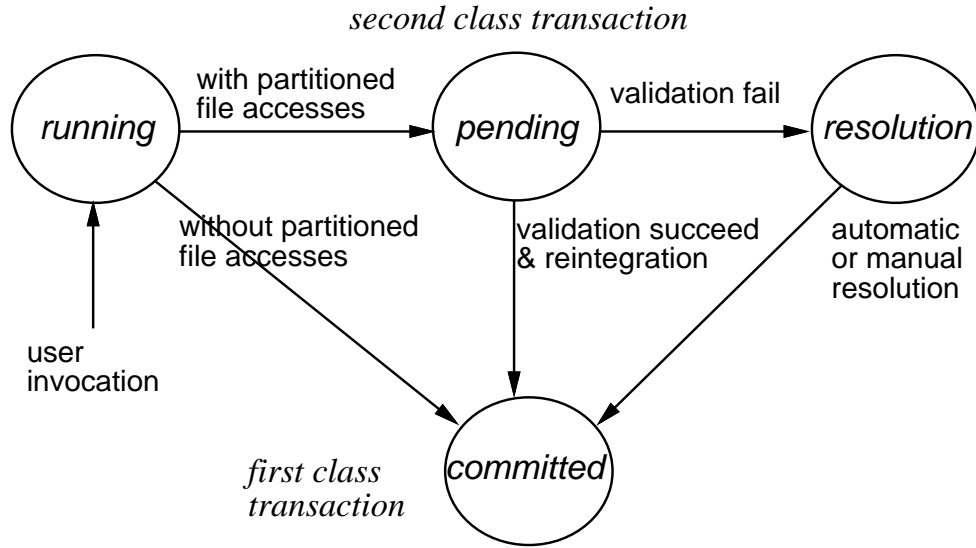 second class transaction
with partitioned
file accesses
validation fail
running
pending
resolution
without partitioned
file accesses
validation succeed
& reintegration
automatic
or manual
resolution
user
invocation
first class
transaction
committed